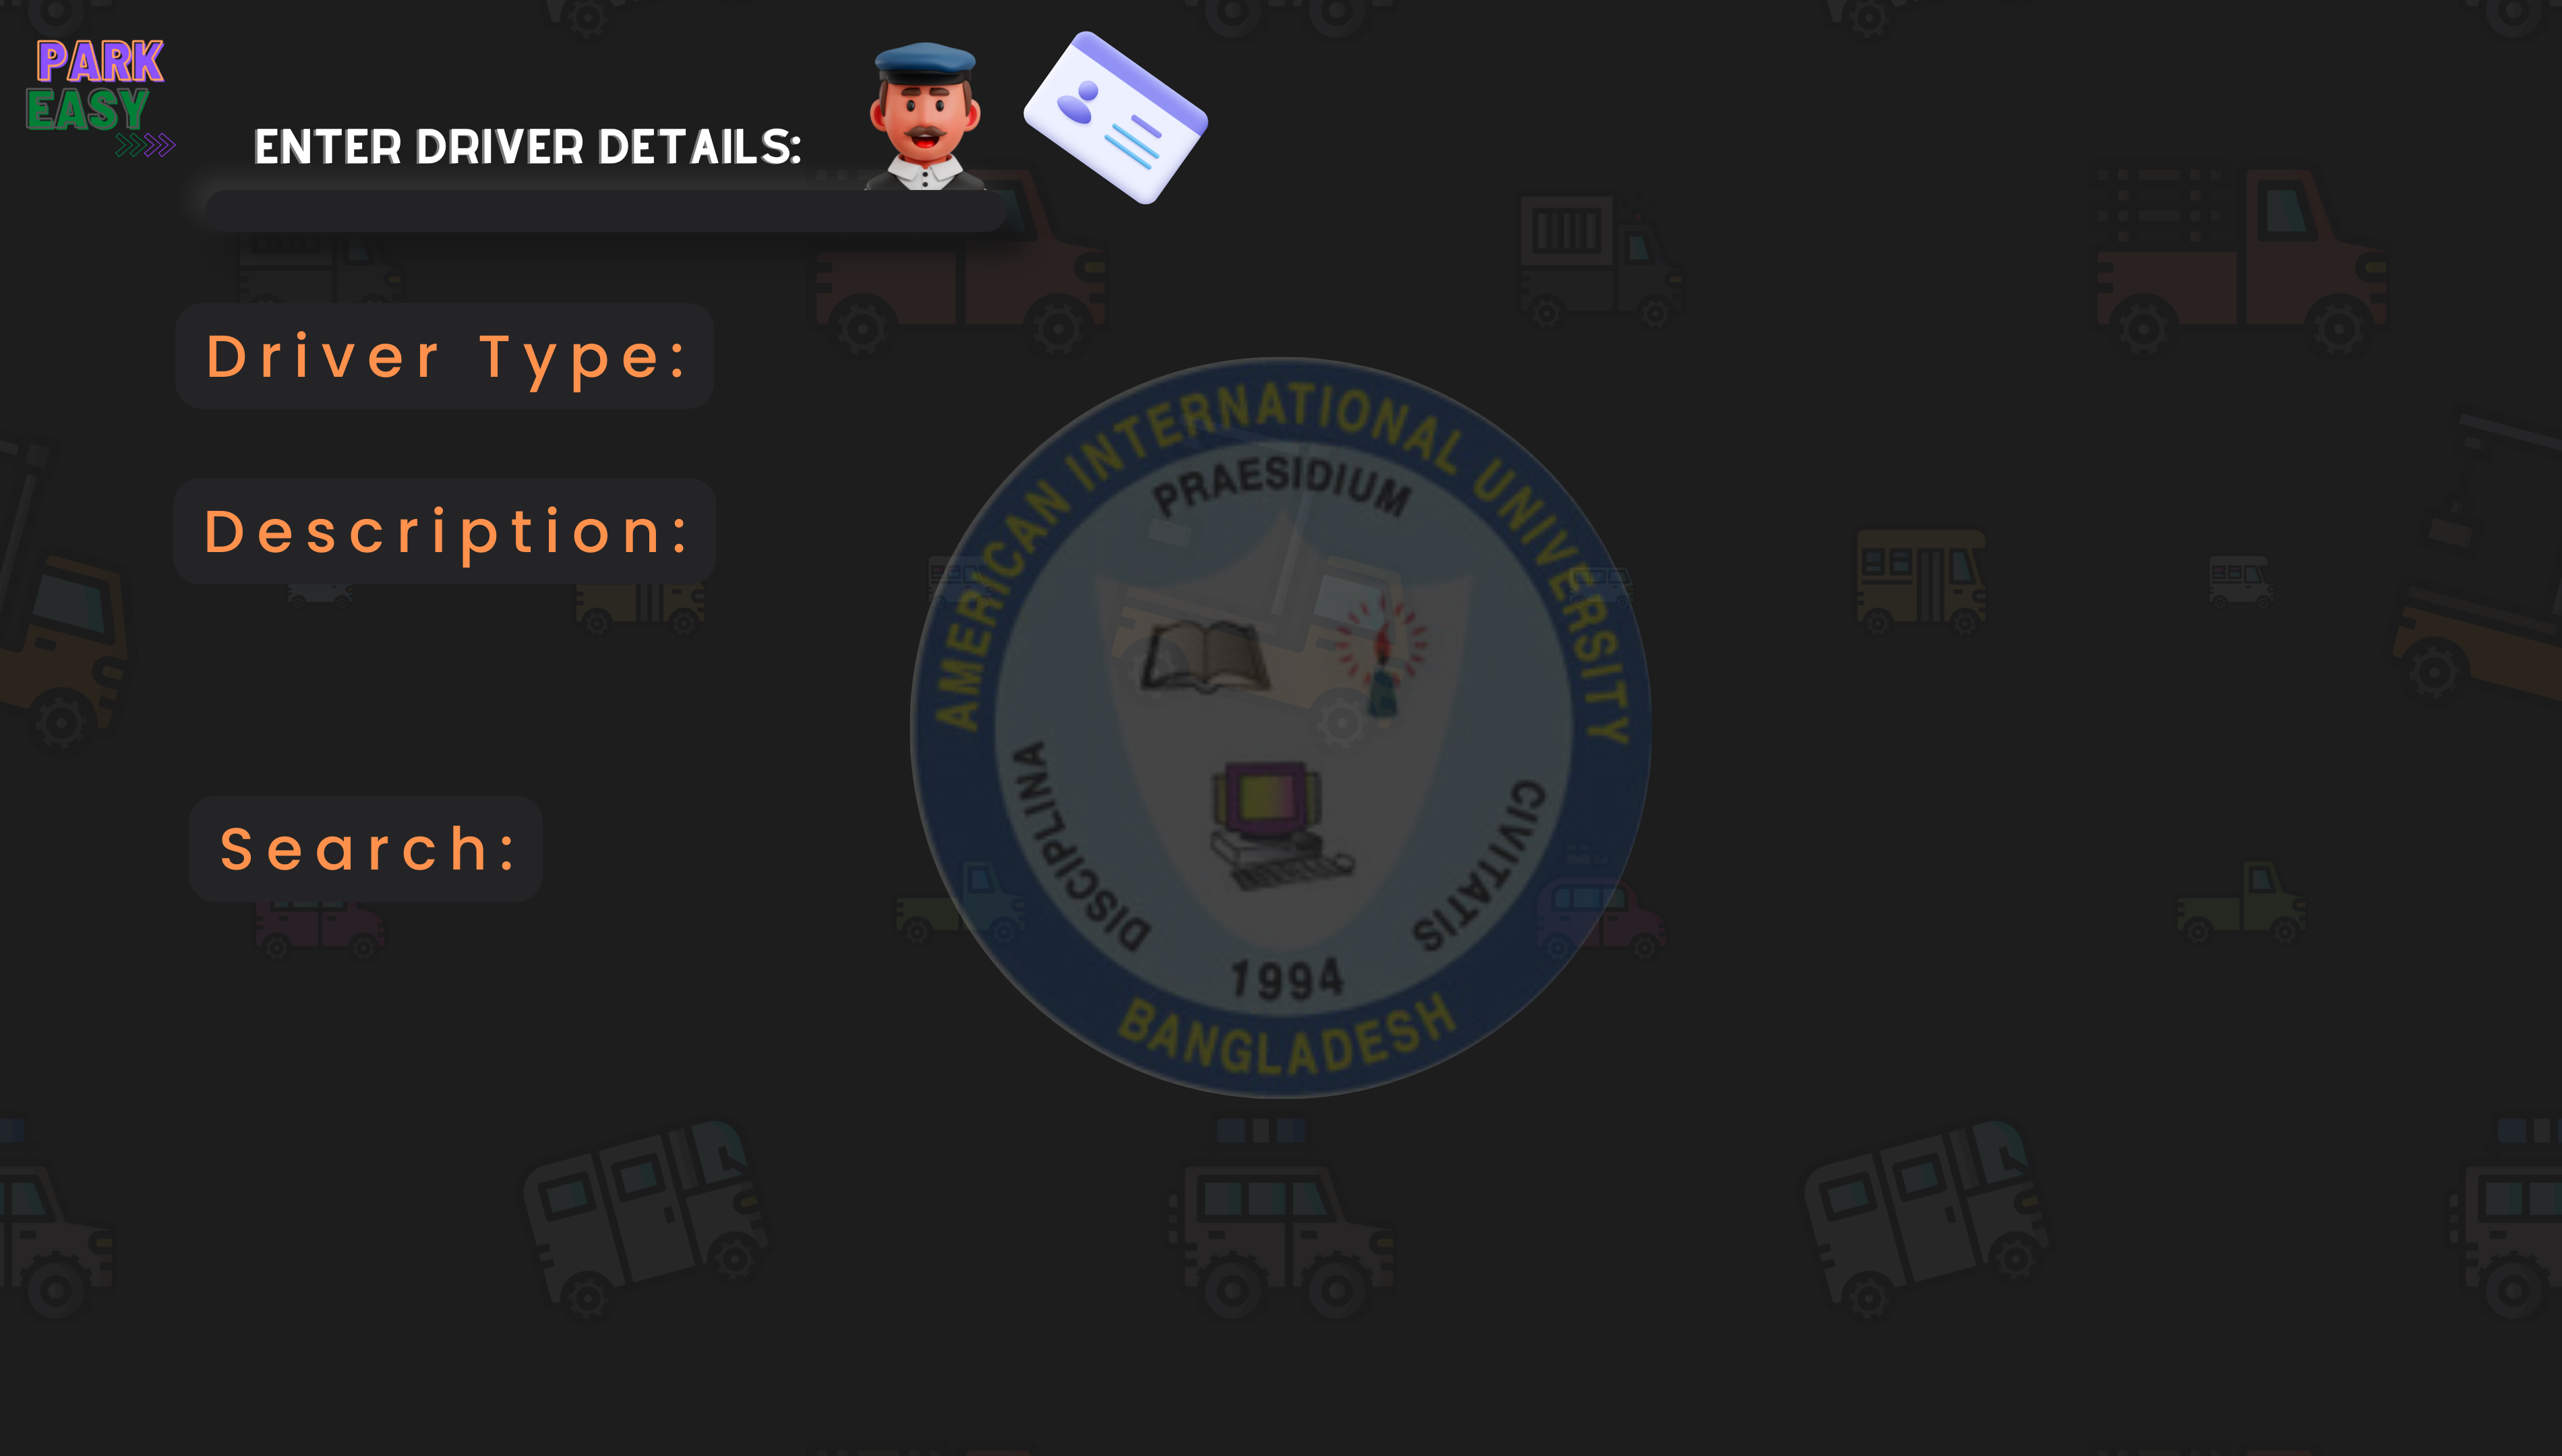 PARK
EASY
ENTER DRIVER DETAILS:
Driver Type:
Description:
Search:
AMERICAN INTERNATIONAL UNIVERSITY
PRAESIDIUM
DISCIPLINA
CIVITATIS
1994
BANGLADESH